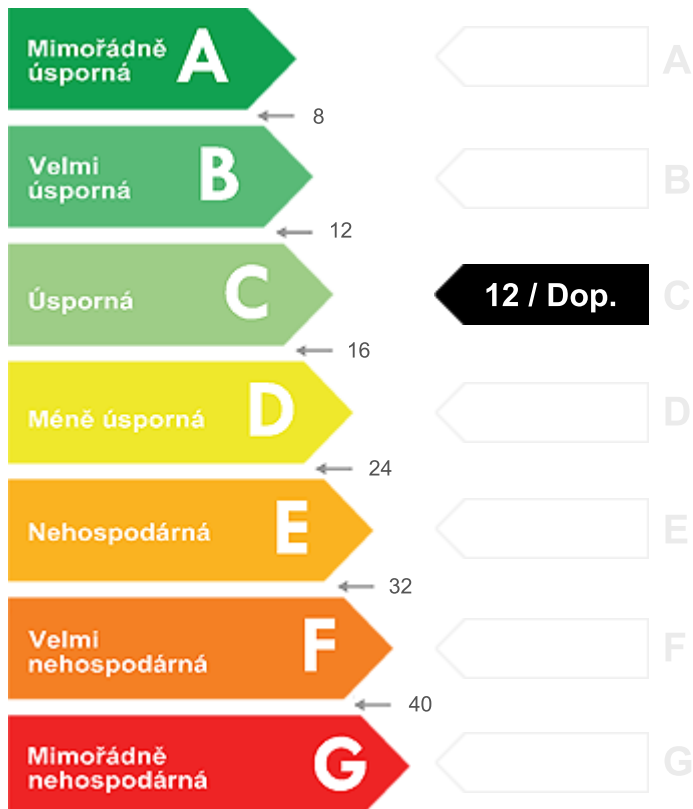 Mimořádně
úsporná
A
A
8
Velmi
úsporná
B
B
12
Úsporná
C
12 / Dop.
C
16
Méně úsporná
D
D
24
Nehospodárná
E
E
32
Velmi
nehospodárná
F
F
40
Mimořádně
nehospodárná
G
G